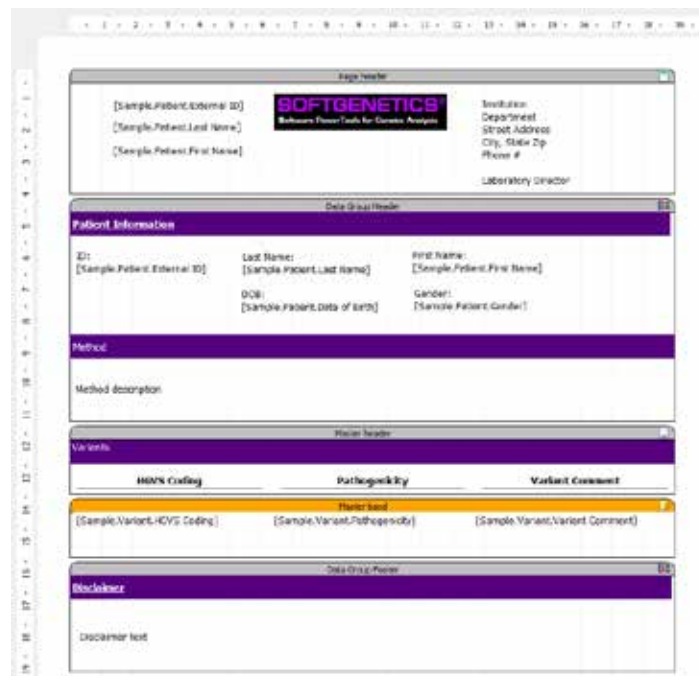 Page header
[Sample.Patient.External ID]
[Sample.Patient.Last Name]
[Sample.Patient.First Name]
SOFTGENETICS®
Software PowerTools for Genetic Analysis
Institution
Department
Street Address
City, State Zip
Phone #
Laboratory Director
Data Group Header
Patient Information
ID:
[Sample.Patient.External ID]
Last Name:
[Sample.Patient.Last Name]
First Name:
[Sample.Patient.First Name]
DOB:
[Sample.Patient.Date of Birth]
Gender:
[Sample.Patient.Gender]
Method
Method description
Master header
Variants
HGVS Coding Pathogenicity Variant Comment
Master band
[Sample.Variant.HGVS Coding] [Sample.Variant.Pathogenicity] [Sample.Variant.Variant Comment]
Data Group Footer
Disclaimer
Disclaimer text